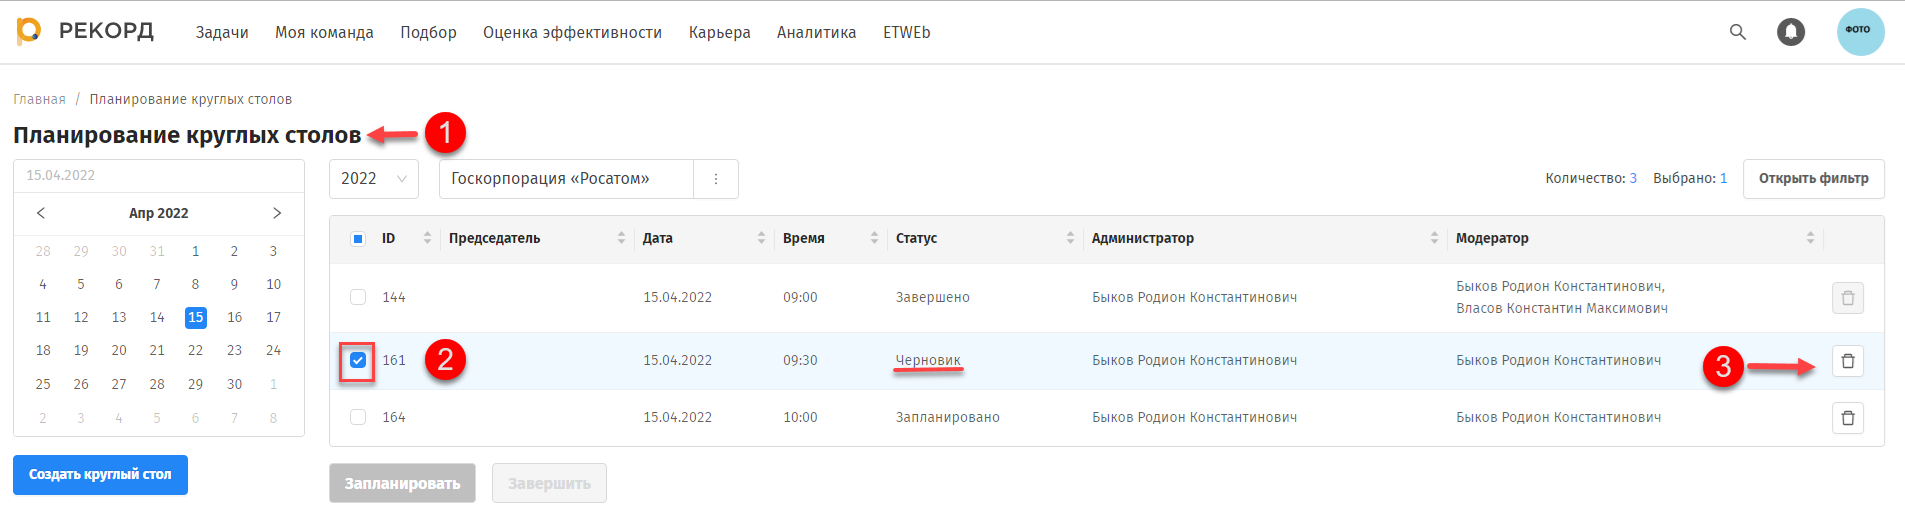 РЕКОРД Задачи Моя команда Подбор Оценка эффективности Карьера Аналитика ETWEb ФОТО
Главная / Планирование круглых столов
Планирование круглых столов 1
15.04.2022 2022 Госкорпорация «Росатом» Количество: 3 Выбрано: 1 Открыть фильтр
Апр 2022
28 29 30 31 1 2 3
4 5 6 7 8 9 10
11 12 13 14 15 16 17
18 19 20 21 22 23 24
25 26 27 28 29 30 1
2 3 4 5 6 7 8
Создать круглый стол
ID Председатель Дата Время Статус Администратор Модератор
144 15.04.2022 09:00 Завершено Быков Родион Константинович Быков Родион Константинович,
Власов Константин Максимович
161 2 15.04.2022 09:30 Черновик Быков Родион Константинович Быков Родион Константинович 3
164 15.04.2022 10:00 Запланировано Быков Родион Константинович Быков Родион Константинович
Запланировать Завершить